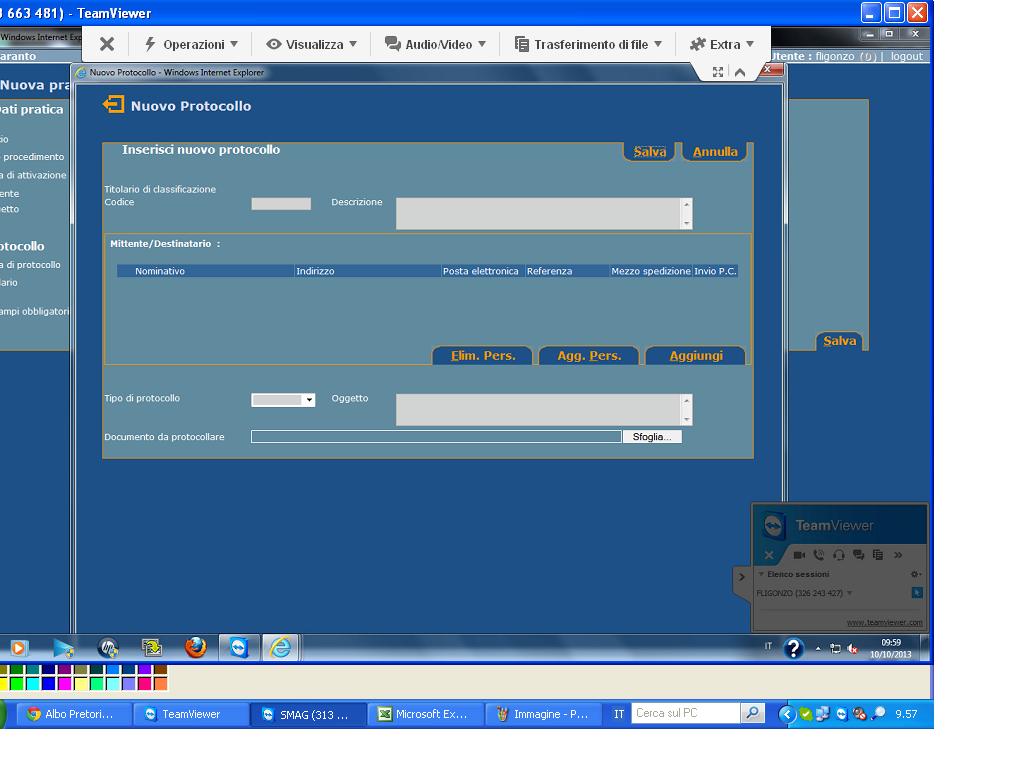 663 481) - TeamViewer
Windows Internet Exp
Operazioni
Visualizza
Audio/Video
Trasferimento di file
Extra
aranto
Utente : fligonzo (0) | logout
Nuovo Protocollo - Windows Internet Explorer
Nuova pra
Nuovo Protocollo
ati pratica
Inserisci nuovo protocollo
Salva
Annulla
io
procedimento
a di attivazione
ente
etto
Titolario di classificazione
Codice
Descrizione
Mittente/Destinatario :
otocollo
a di protocollo
lario
ampi obbligatori
Nominativo
Indirizzo
Posta elettronica
Referenza
Mezzo spedizione
Invio P.C.
Elim. Pers.
Agg. Pers.
Aggiungi
Salva
Tipo di protocollo
Oggetto
Documento da protocollare
Sfoglia...
TeamViewer
Elenco sessioni
FLIGONZO (326 243 427)
www.teamviewer.com
IT
09:59
10/10/2013
Albo Pretori...
TeamViewer
SMAG (313 ...
Microsoft Ex...
Immagine - P...
IT
Cerca sul PC
9.57